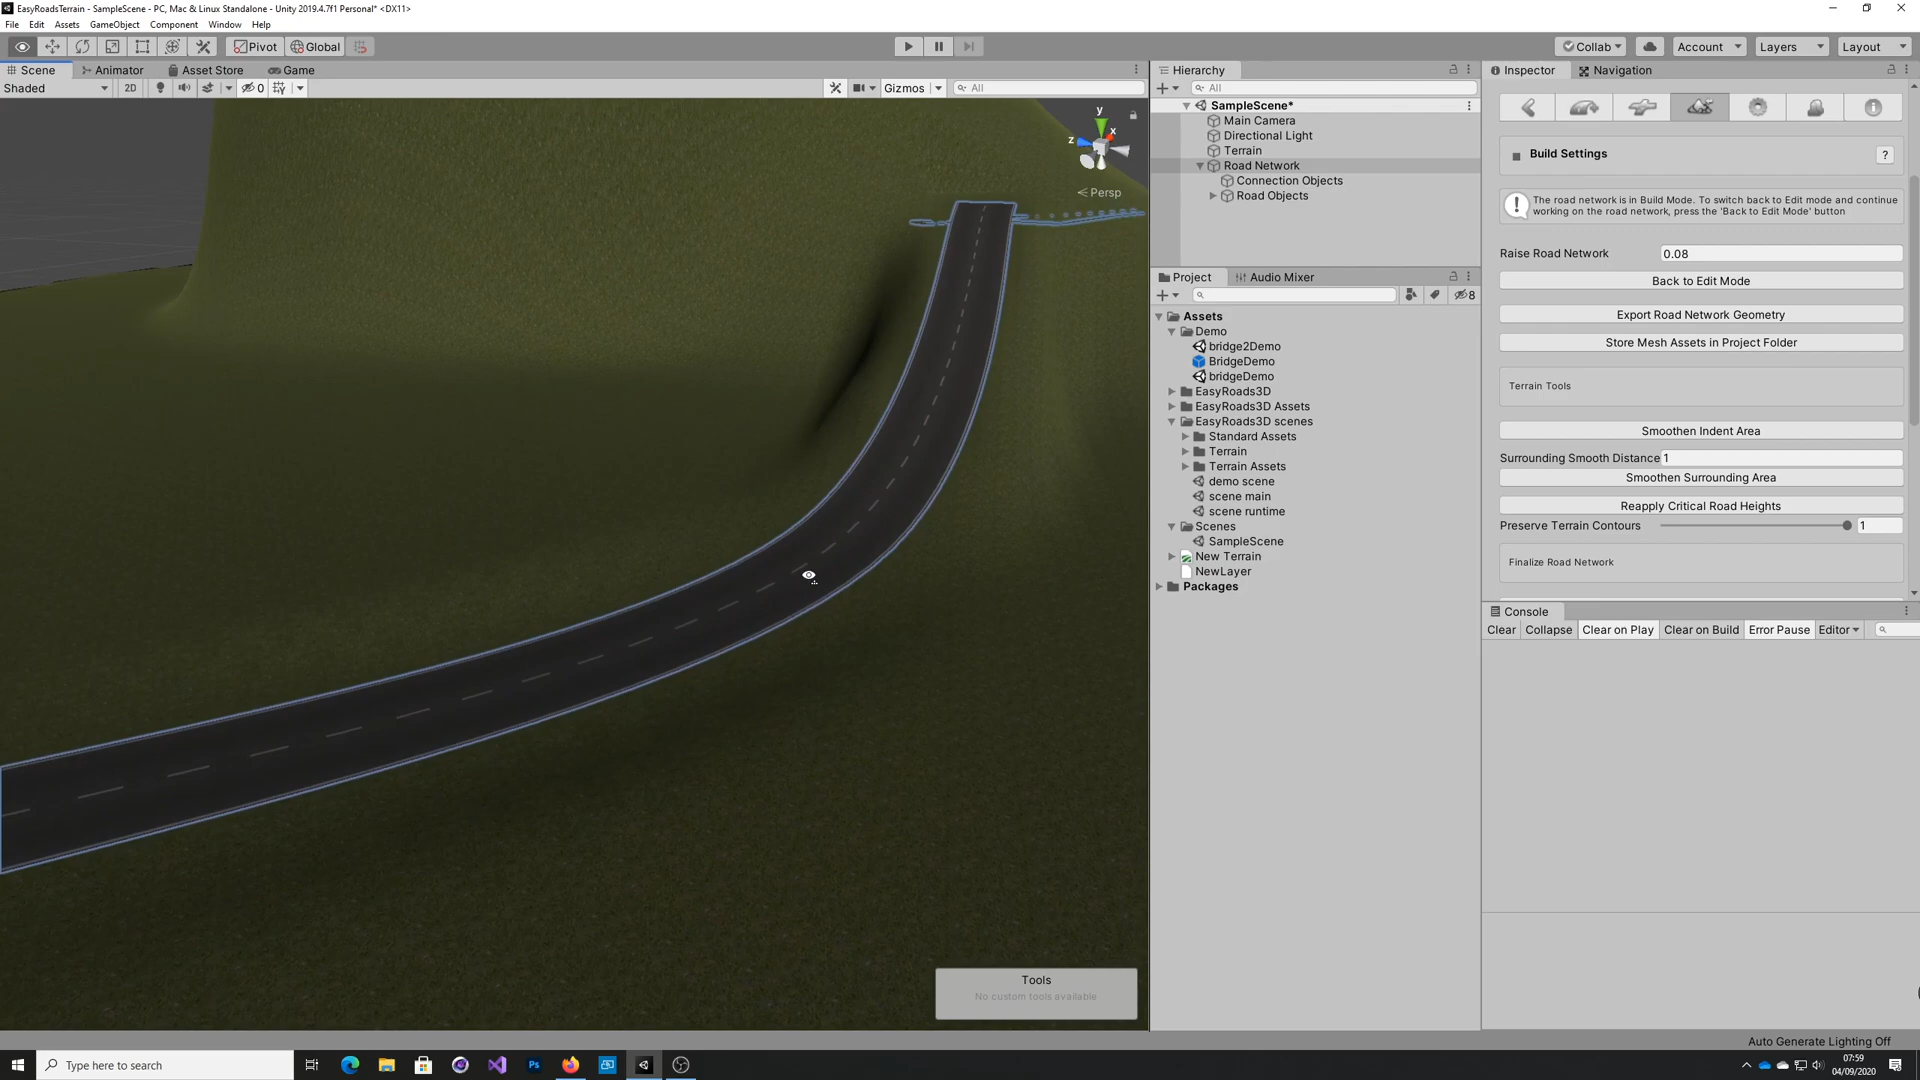 EasyRoadsTerrain - SampleScene - PC, Mac & Linux Standalone - Unity 2019.4.7f1 Personal* <DX11>
File Edit Assets GameObject Component Window Help
Pivot Global Collab Account Layers Layout
Scene Animator Asset Store Game
Shaded 2D 0 Gizmos All
y
x
z
Persp
Tools
No custom tools available
Hierarchy
All
SampleScene*
Main Camera
Directional Light
Terrain
Road Network
Connection Objects
Road Objects
Project Audio Mixer
8
Assets
Demo
bridge2Demo
BridgeDemo
bridgeDemo
EasyRoads3D
EasyRoads3D Assets
EasyRoads3D scenes
Standard Assets
Terrain
Terrain Assets
demo scene
scene main
scene runtime
Scenes
SampleScene
New Terrain
NewLayer
Packages
Inspector Navigation
Build Settings ?
The road network is in Build Mode. To switch back to Edit mode and continue
working on the road network, press the 'Back to Edit Mode' button
Raise Road Network 0.08
Back to Edit Mode
Export Road Network Geometry
Store Mesh Assets in Project Folder
Terrain Tools
Smoothen Indent Area
Surrounding Smooth Distance 1
Smoothen Surrounding Area
Reapply Critical Road Heights
Preserve Terrain Contours 1
Finalize Road Network
Console
Clear Collapse Clear on Play Clear on Build Error Pause Editor
Auto Generate Lighting Off
Type here to search
Ps
07:59
04/09/2020